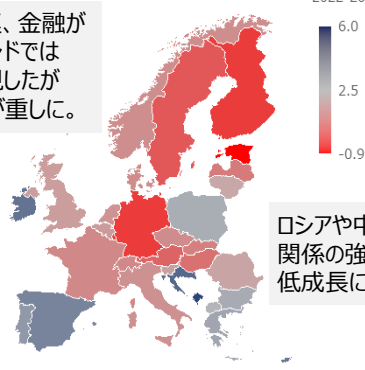 、金融が
ドでは
したが
重しに。
6.0
2.5
-0.9
ロシアや中
関係の強
低成長に